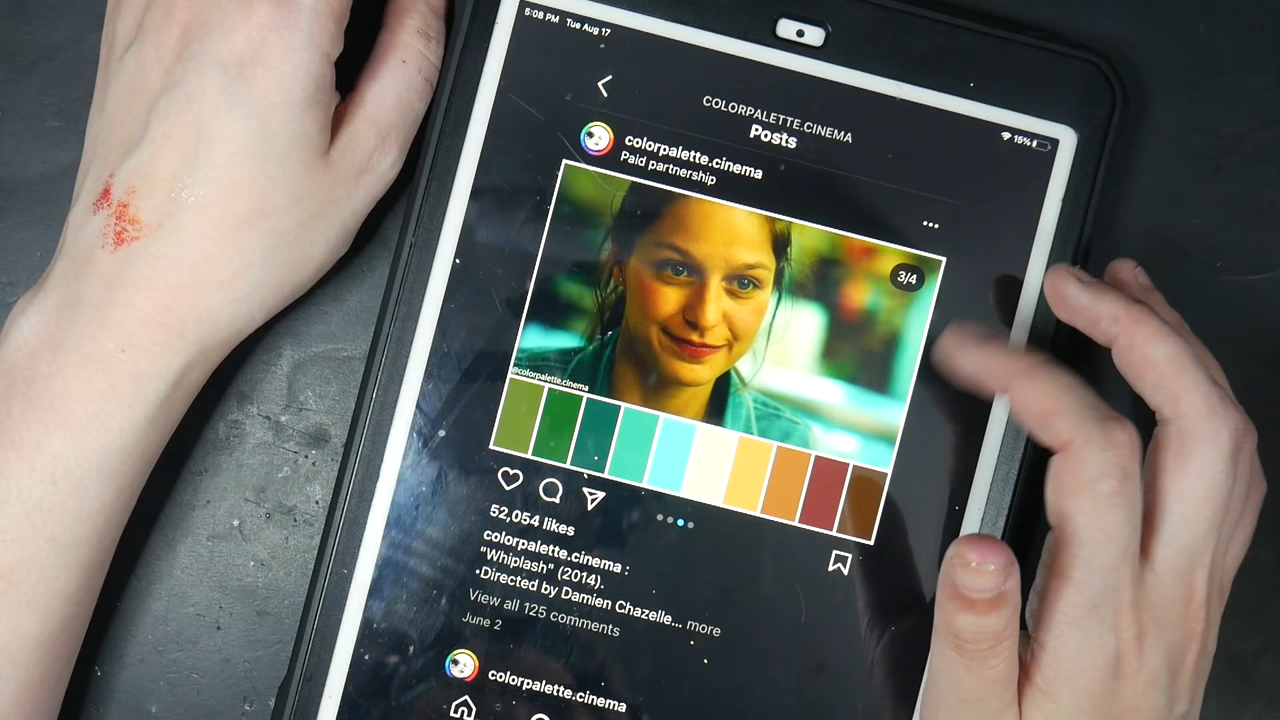 5:08 PM Tue Aug 17
15%
COLORPALETTE.CINEMA
Posts
colorpalette.cinema
Paid partnership
3/4
@colorpalette.cinema
52,054 likes
colorpalette.cinema :
"Whiplash" (2014).
•Directed by Damien Chazelle... more
View all 125 comments
June 2
colorpalette.cinema